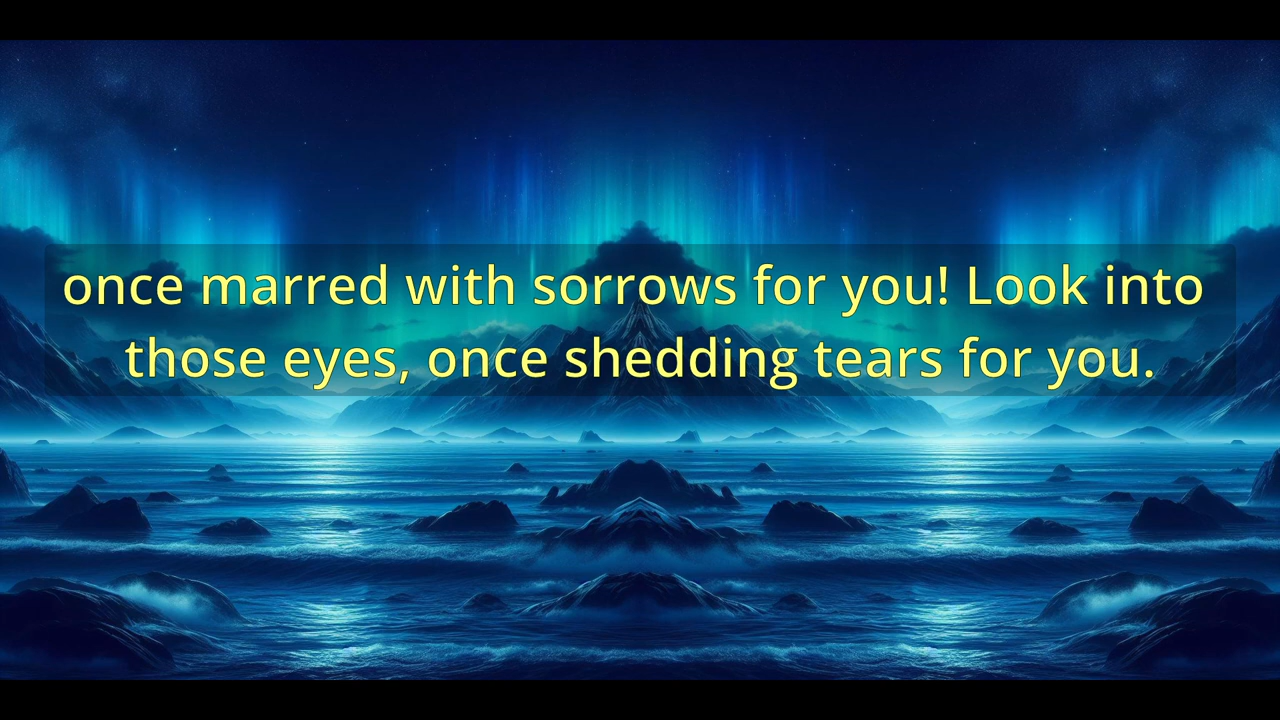 once marred with sorrows for you! Look into
those eyes, once shedding tears for you.